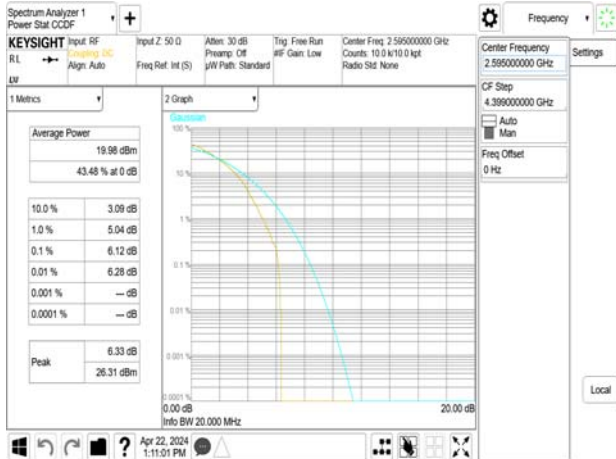 Spectrum Analyzer 1
Power Stat CCDF
Frequency
KEYSIGHT
Input: RF
Coupling: DC
Align: Auto
Input Z: 50 Ω
Freq Ref: Int (S)
Atten: 30 dB
Preamp: Off
µW Path: Standard
Trig: Free Run
#IF Gain: Low
Center Freq: 2.595000000 GHz
Counts: 10.0 k/10.0 kpt
Radio Std: None
RL
Center Frequency
2.595000000 GHz
Settings
CF Step
4.399000000 GHz
Auto
Man
Freq Offset
0 Hz
Local
1 Metrics
2 Graph
Average Power
19.98 dBm
43.48 % at 0 dB
10.0 % 3.09 dB
1.0 % 5.04 dB
0.1 % 6.12 dB
0.01 % 6.28 dB
0.001 % --- dB
0.0001 % --- dB
Peak
6.33 dB
26.31 dBm
Gaussian
100 %
10 %
1 %
0.1 %
0.01 %
0.001 %
0.0001 %
0.00 dB
20.00 dB
Info BW 20.000 MHz
?
Apr 22, 2024
1:11:01 PM